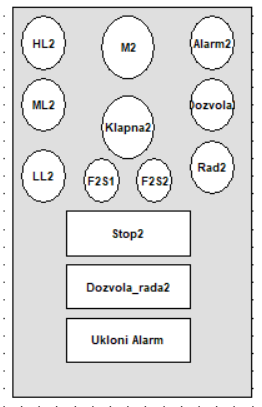 HL2
M2
Alarm2
ML2
Dozvola
Klapna2
LL2
F2S1
F2S2
Rad2
Stop2
Dozvola_rada2
Ukloni Alarm